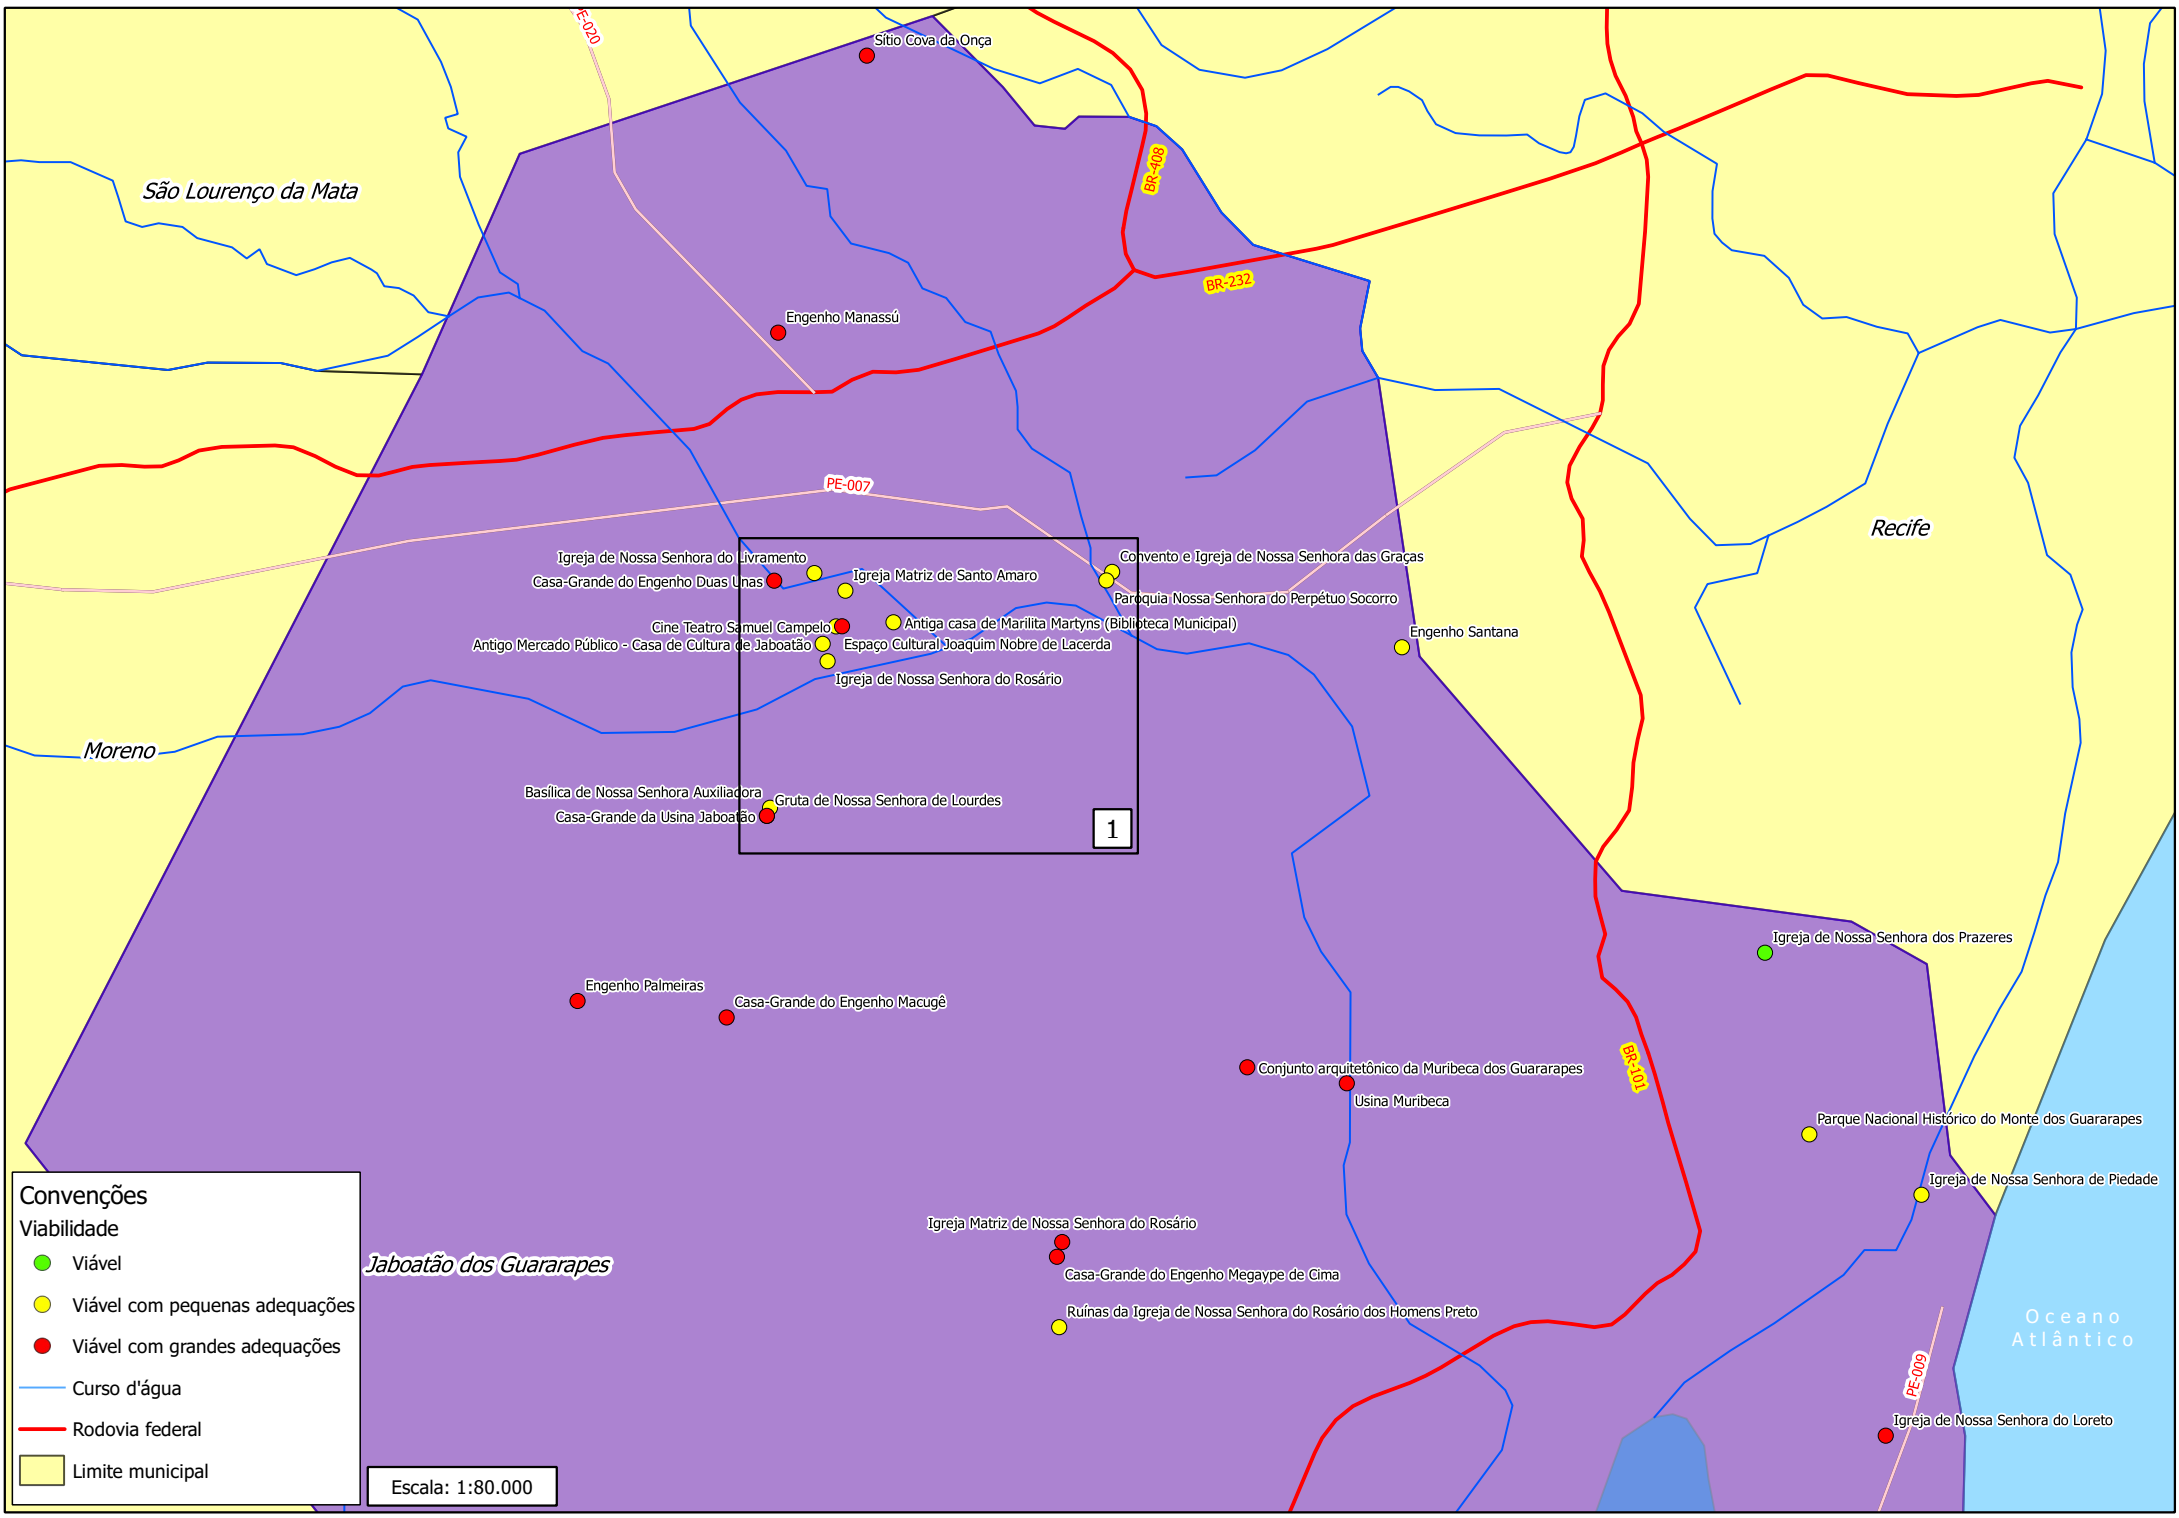 PE-020
Sítio Cova da Onça
BR-408
São Lourenço da Mata
BR-232
Engenho Manassú
PE-007
Recife
Igreja de Nossa Senhora do Livramento
Convento e Igreja de Nossa Senhora das Graças
Casa-Grande do Engenho Duas Unas
Igreja Matriz de Santo Amaro
Paróquia Nossa Senhora do Perpétuo Socorro
Cine Teatro Samuel Campelo
Antiga casa de Marilita Martyns (Biblioteca Municipal)
Engenho Santana
Antigo Mercado Público - Casa de Cultura de Jaboatão
Espaço Cultural Joaquim Nobre de Lacerda
Igreja de Nossa Senhora do Rosário
Moreno
Basílica de Nossa Senhora Auxiliadora
Gruta de Nossa Senhora de Lourdes
Casa-Grande da Usina Jaboatão
1
Igreja de Nossa Senhora dos Prazeres
Engenho Palmeiras
Casa-Grande do Engenho Macugê
BR-101
Conjunto arquitetônico da Muribeca dos Guararapes
Usina Muribeca
Parque Nacional Histórico do Monte dos Guararapes
Igreja de Nossa Senhora de Piedade
Igreja Matriz de Nossa Senhora do Rosário
Jaboatão dos Guararapes
Casa-Grande do Engenho Megaype de Cima
Ruínas da Igreja de Nossa Senhora do Rosário dos Homens Preto
Oceano
Atlântico
PE-009
Igreja de Nossa Senhora do Loreto
Convenções
Viabilidade
Viável
Viável com pequenas adequações
Viável com grandes adequações
Curso d'água
Rodovia federal
Limite municipal
Escala: 1:80.000